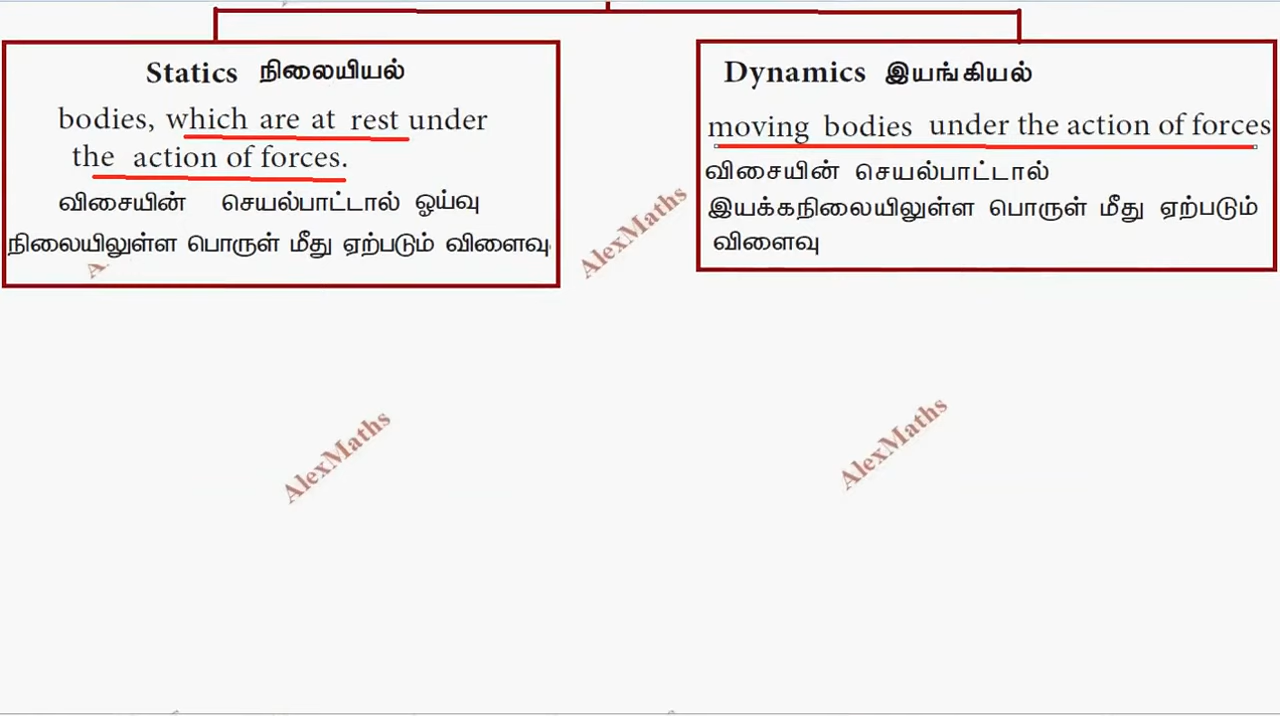 Statics நிலையியல்
bodies, which are at rest under
the action of forces.
விசையின் செயல்பாட்டால் ஓய்வு
நிலையிலுள்ள பொருள் மீது ஏற்படும் விளைவு
Dynamics இயங்கியல்
moving bodies under the action of forces
விசையின் செயல்பாட்டால்
இயக்கநிலையிலுள்ள பொருள் மீது ஏற்படும்
விளைவு
AlexMaths
AlexMaths
AlexMaths